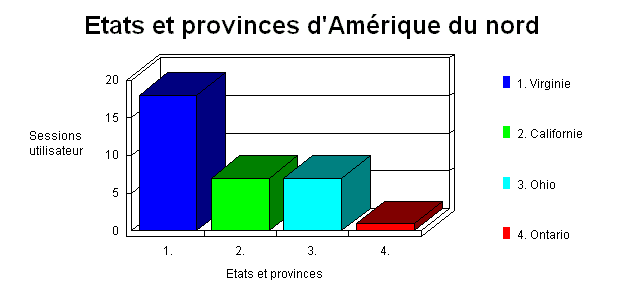 Etats et provinces d'Amérique du nord
20
15
10
5
0
Sessions
utilisateur
1.
2.
3.
4.
Etats et provinces
1. Virginie
2. Californie
3. Ohio
4. Ontario